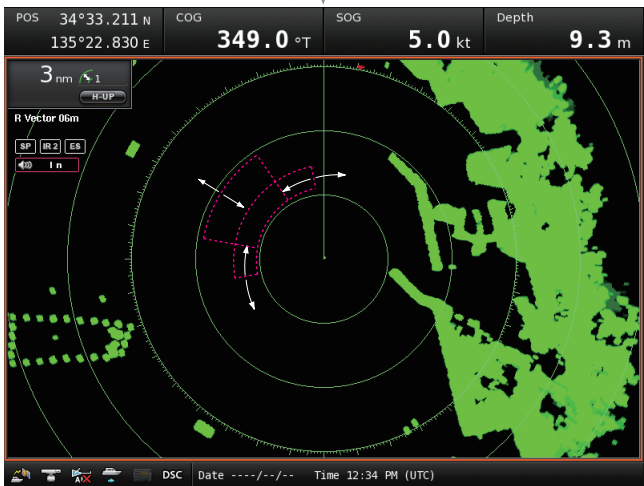 POS 34°33.211 N
135°22.830 E
COG
349.0 °T
SOG
5.0 kt
Depth
9.3 m
3 nm 1
H-UP
R Vector 06m
SP IR 2 ES
I n
DSC Date ----/--/-- Time 12:34 PM (UTC)